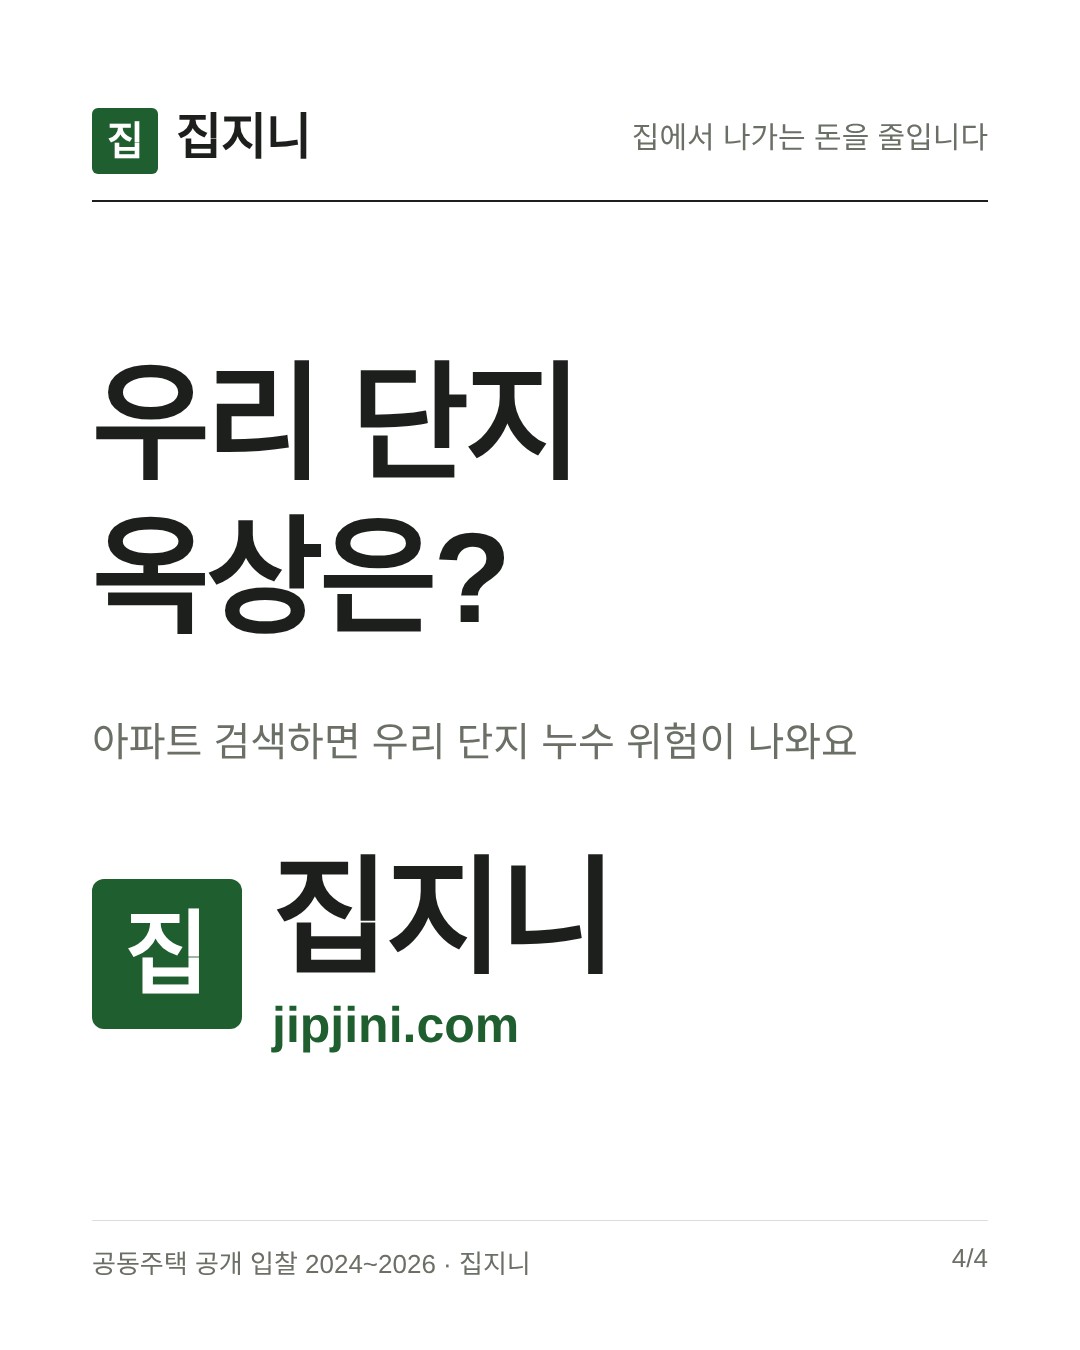 집 집지니
집에서 나가는 돈을 줄입니다
우리 단지
옥상은?
아파트 검색하면 우리 단지 누수 위험이 나와요
집 집지니
jipjini.com
공동주택 공개 입찰 2024~2026 · 집지니
4/4